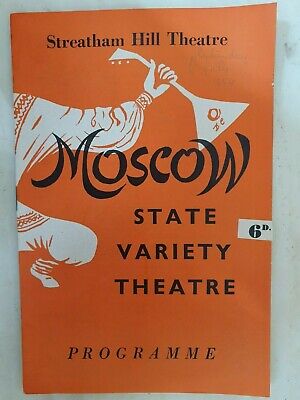 Streatham Hill Theatre
Moscow
STATE
VARIETY
THEATRE
6D.
PROGRAMME